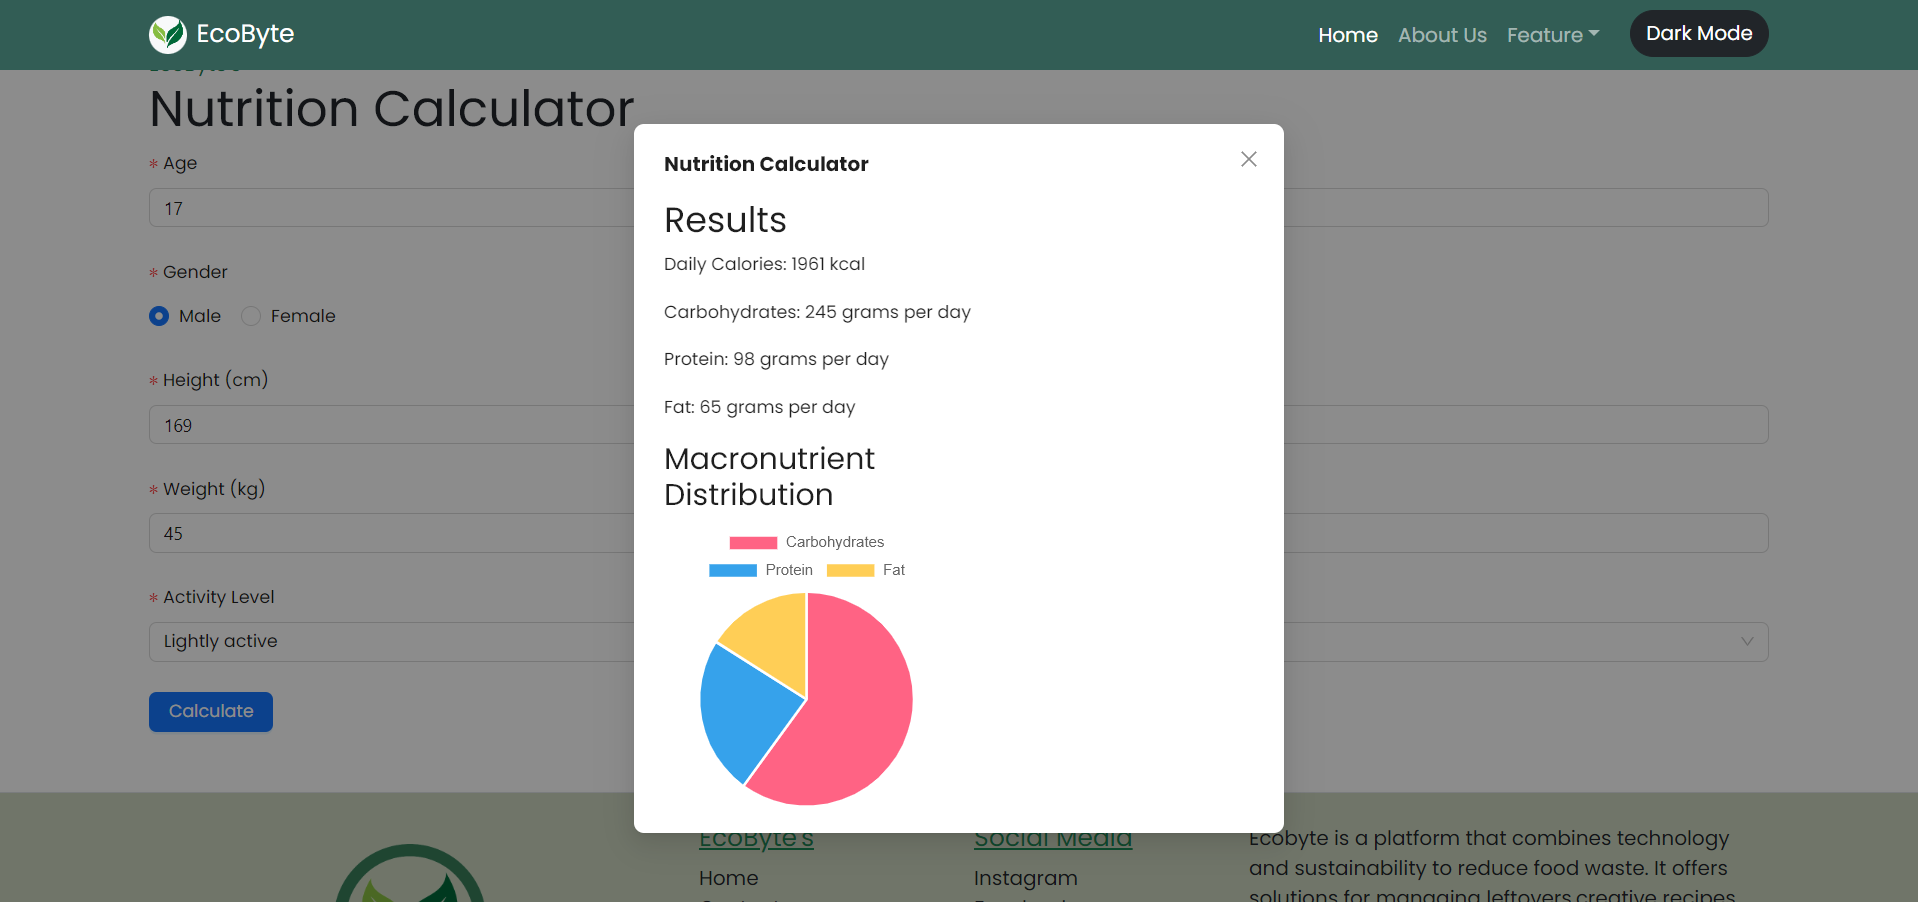 EcoByte
Home About Us Feature Dark Mode
Nutrition Calculator
* Age
17
* Gender
Male Female
* Height (cm)
169
* Weight (kg)
45
* Activity Level
Lightly active
Calculate
Nutrition Calculator
Results
Daily Calories: 1961 kcal
Carbohydrates: 245 grams per day
Protein: 98 grams per day
Fat: 65 grams per day
Macronutrient
Distribution
Carbohydrates
Protein Fat
EcoByte's
Home
Social Media
Instagram
Ecobyte is a platform that combines technology
and sustainability to reduce food waste. It offers
solutions for managing leftovers creative recipes